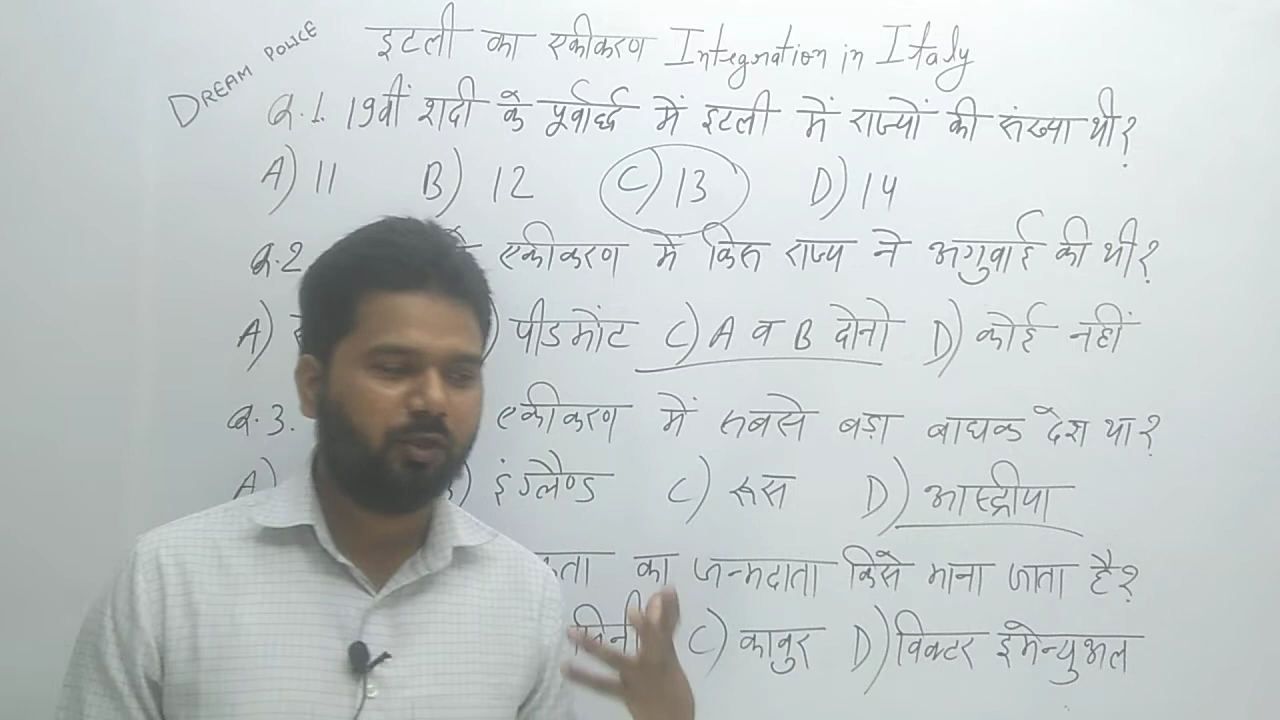 DREAM POLICE
इटली का एकीकरण Integration in Italy
Q.1. 19वीं शदी के पूर्वार्द्ध में इटली में राज्यों की संख्या थी?
A) 11 B) 12 C) 13 D) 14
Q.2 एकीकरण में किस राज्य ने अगुवाई की थी?
A) पीडमोंट C) A व B दोनो D) कोई नहीं
Q.3. एकीकरण में सबसे बड़ा बाधक देश था?
A) इंग्लैण्ड C) रूस D) आस्ट्रीया
का जन्मदाता किसे माना जाता है?
C) कावुर D) विक्टर इमेन्युअल